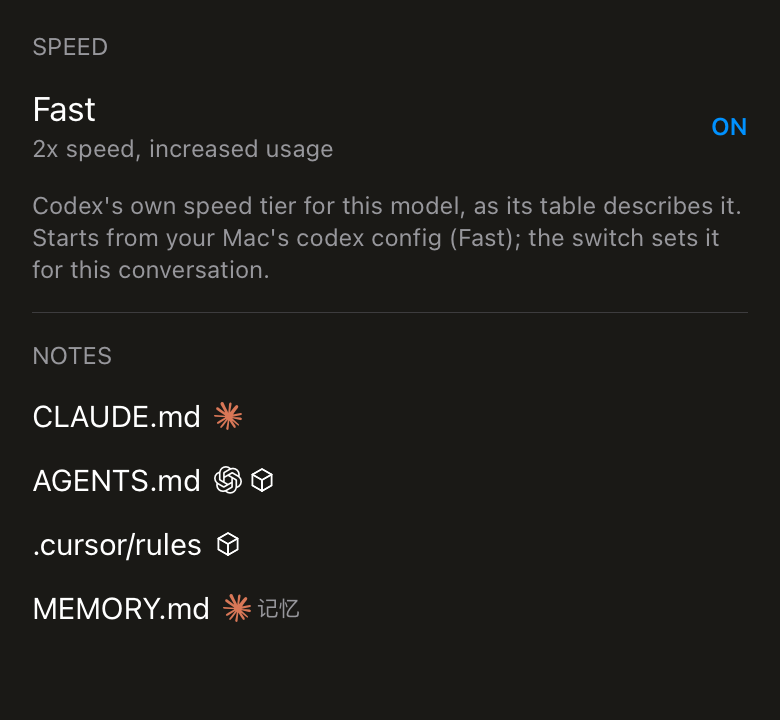 SPEED
Fast
ON
2x speed, increased usage
Codex's own speed tier for this model, as its table describes it.
Starts from your Mac's codex config (Fast); the switch sets it
for this conversation.
NOTES
CLAUDE.md
AGENTS.md
.cursor/rules
MEMORY.md 记忆